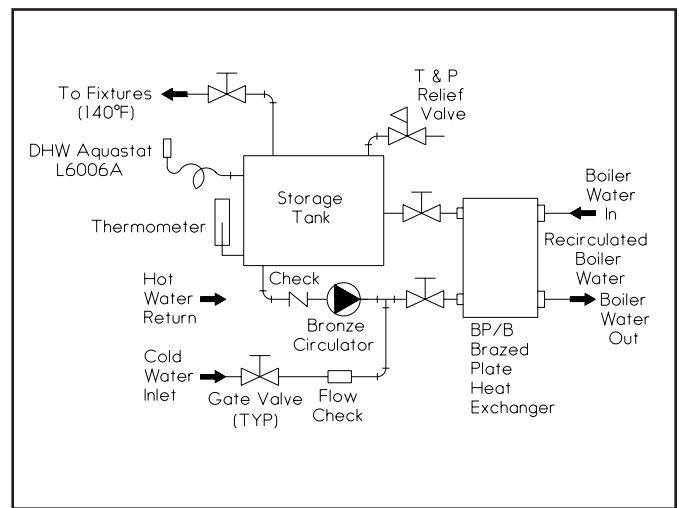 To Fixtures
(140°F)
T & P
Relief
Valve
DHW Aquastat
L6006A
Storage
Tank
Boiler
Water
In
Thermometer
Recirculated
Boiler
Water
Hot
Water
Return
Check
Bronze
Circulator
Boiler
Water
Out
BP/B
Brazed
Plate
Heat
Exchanger
Cold
Water
Inlet
Gate Valve
(TYP)
Flow
Check